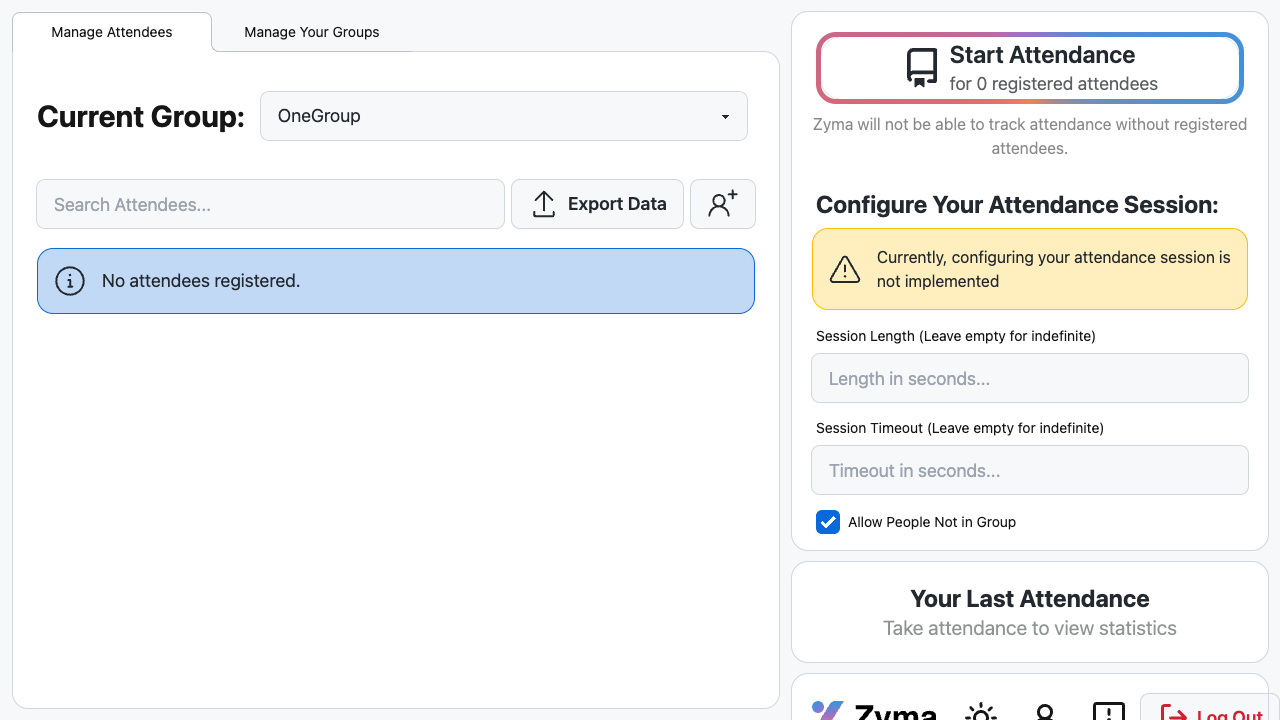 Manage Attendees
Manage Your Groups
Current Group:
OneGroup
Search Attendees...
Export Data
No attendees registered.
Start Attendance
for 0 registered attendees
Zyma will not be able to track attendance without registered
attendees.
Configure Your Attendance Session:
Currently, configuring your attendance session is
not implemented
Session Length (Leave empty for indefinite)
Length in seconds...
Session Timeout (Leave empty for indefinite)
Timeout in seconds...
Allow People Not in Group
Your Last Attendance
Take attendance to view statistics
Zyma
Log Out